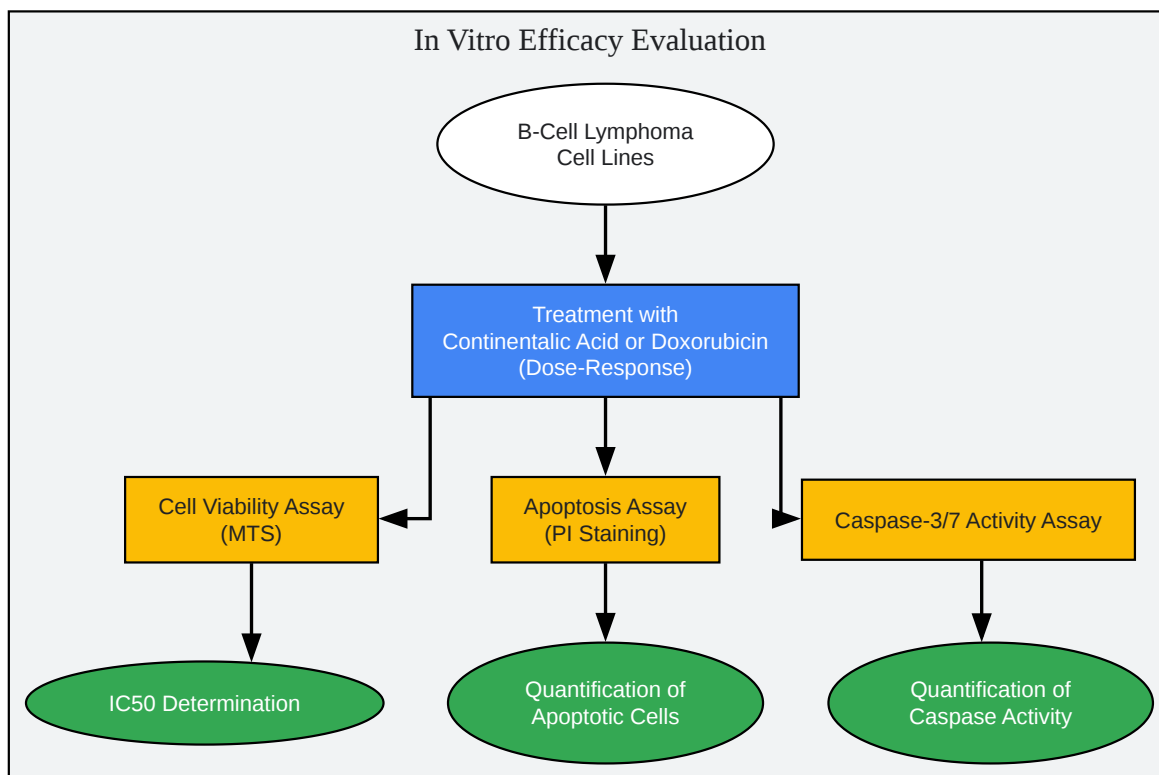 In Vitro Efficacy Evaluation
B-Cell Lymphoma
Cell Lines
Treatment with
Continentalic Acid or Doxorubicin
(Dose-Response)
Cell Viability Assay
(MTS)
Apoptosis Assay
(PI Staining)
Caspase-3/7 Activity Assay
IC50 Determination
Quantification of
Apoptotic Cells
Quantification of
Caspase Activity